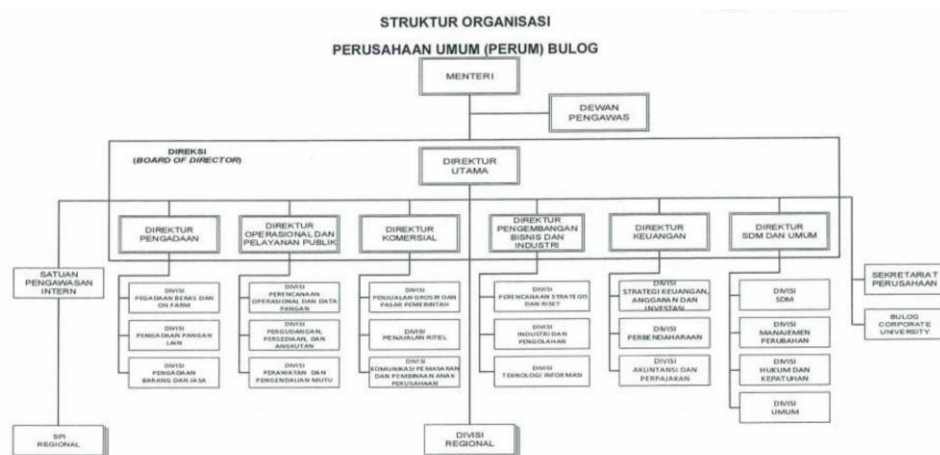 STRUKTUR ORGANISASI
PERUSAHAAN UMUM (PERUM) BULOG
MENTERI
DEWAN
PENGAWAS
DIREKSI
(BOARD OF DIRECTOR)
DIREKTUR
UTAMA
DIREKTUR
PENGADAAN
DIREKTUR
OPERASIONAL DAN
PELAYANAN PUBLIK
DIREKTUR
KOMERSIAL
DIREKTUR
PENGEMBANGAN
BISNIS DAN
INDUSTRI
DIREKTUR
KEUANGAN
DIREKTUR
SDM DAN UMUM
SATUAN
PENGAWASAN
INTERN
SEKRETARIAT
PERUSAHAAN
BULOG
CORPORATE
UNIVERSITY
DIVISI
PEGADAAN BERAS DAN
ON FARM
DIVISI
PENGADAAN PANGAN
LAIN
DIVISI
PENGADAAN
BARANG DAN JASA
DIVISI
PERENCANAAN
OPERASIONAL DAN DATA
PANGAN
DIVISI
PERGUDANGAN,
PERSEDIAAN, DAN
ANGKUTAN
DIVISI
PERAWATAN DAN
PENGENDALIAN MUTU
DIVISI
PENJUALAN GROSIR DAN
PASAR PEMERINTAH
DIVISI
PENJUALAN RITEL
DIVISI
KOMUNIKASI PEMASARAN
DAN PEMBINAAN ANAK
PERUSAHAAN
DIVISI
PERENCANAAN STRATEGIS
DAN RISET
DIVISI
INDUSTRI DAN
PENGOLAHAN
DIVISI
TEKNOLOGI INFORMASI
DIVISI
STRATEGI KEUANGAN,
ANGGARAN DAN
INVESTASI
DIVISI
PERBENDAHARAAN
DIVISI
AKUNTANSI DAN
PERPAJAKAN
DIVISI
SDM
DIVISI
MANAJEMEN
PERUBAHAN
DIVISI
HUKUM DAN
KEPATUHAN
DIVISI
UMUM
SPI
REGIONAL
DIVISI
REGIONAL